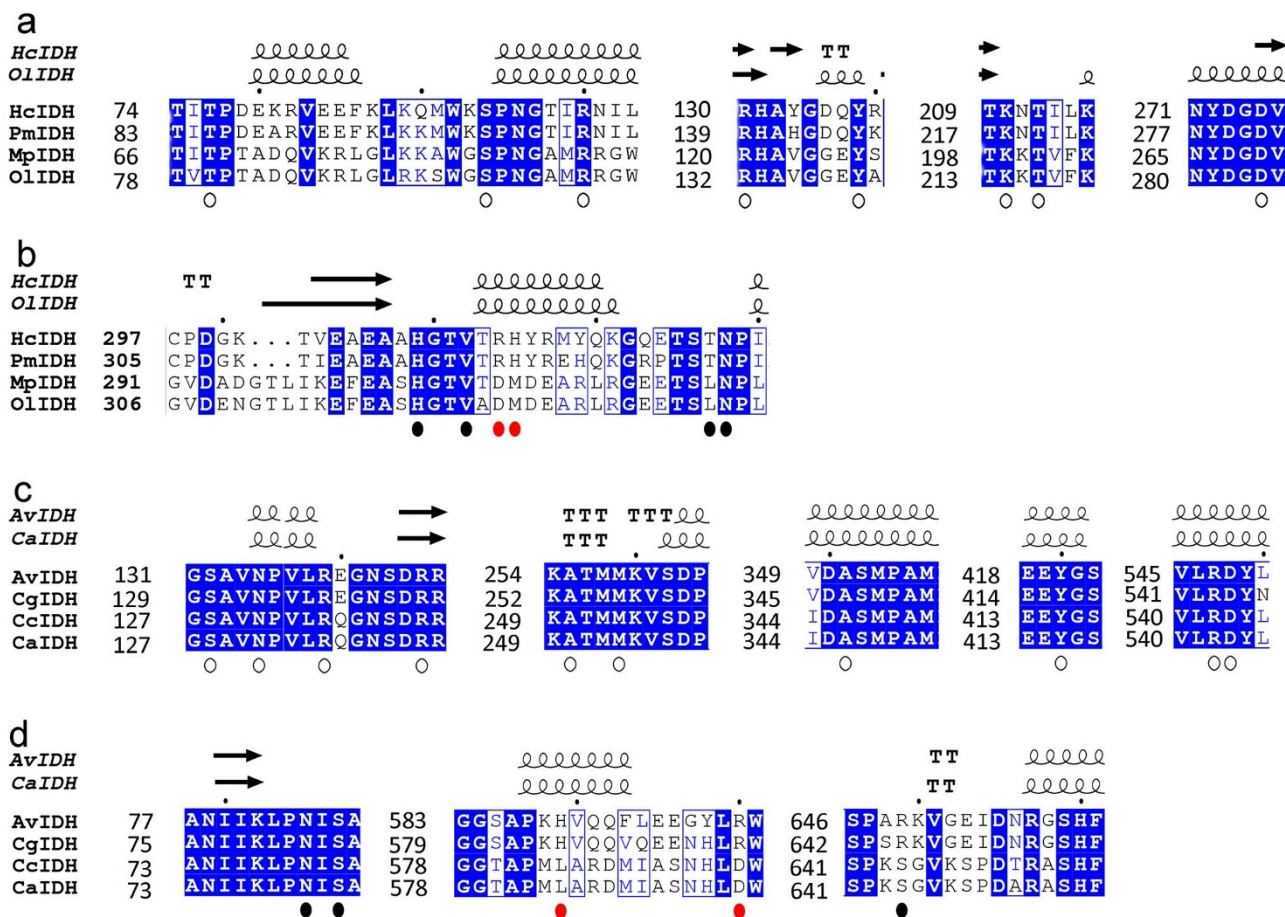 a
HcIDH TT
OlIDH
HcIDH 74 TITPDEKRVEEFKLKQMWKSPNGTIRNIL 130 RHAYGDQYR 209 TKNTILK 271 NYDGDV
PmIDH 83 TITPDEARVEEFKLKKMWKSPNGTIRNIL 139 RHAHGDQYK 217 TKNTILK 277 NYDGDV
MpIDH 66 TITPTADQVKRLGLKKAWGSPNGAMRRGW 120 RHAVGGEYS 198 TKKTVFK 265 NYDGDV
OlIDH 78 TVTPTADQVKRLGLRKSWGSPNGAMRRGW 132 RHAVGGEYA 213 TKKTVFK 280 NYDGDV
b
HcIDH TT
OlIDH
HcIDH 297 CPDGK...TVEAEAAHGTVTRHYRMYQKGQETSTNPI
PmIDH 305 CPDGK...TIEAEAAHGTVTRHYREHQKGRPTSTNPI
MpIDH 291 GVDADGTLIKEFEASHGTVTDMDEARLRGEETSLNPL
OlIDH 306 GVDENGTLIKEFEASHGTVADMDEARLRGEETSLNPL
c
AvIDH TTT TTT
CaIDH TTT
AvIDH 131 GSAVNPVLREGNSDRR 254 KATMMKVSDP 349 VDASMPAM 418 EEYGS 545 VLRDYL
CgIDH 129 GSAVNPVLREGNSDRR 252 KATMMKVSDP 345 VDASMPAM 414 EEYGS 541 VLRDYN
CcIDH 127 GSAVNPVLRQGNSDRR 249 KATMMKVSDP 344 IDASMPAM 413 EEYGS 540 VLRDYL
CaIDH 127 GSAVNPVLRQGNSDRR 249 KATMMKVSDP 344 IDASMPAM 413 EEYGS 540 VLRDYL
d
AvIDH TT
CaIDH TT
AvIDH 77 ANIIKLPNISA 583 GGSAPKHVQQFLEEGYLRW 646 SPARKVGEIDNRGSHF
CgIDH 75 ANIIKLPNISA 579 GGSAPKHVQQVQEENHLRW 642 SPSRKVGEIDNRGSHF
CcIDH 73 ANIIKLPNISA 578 GGTAPMLARDMIASNHLDW 641 SPKSGVKSPDTRASHF
CaIDH 73 ANIIKLPNISA 578 GGTAPMLARDMIASNHLDW 641 SPKSGVKSPDARASHF